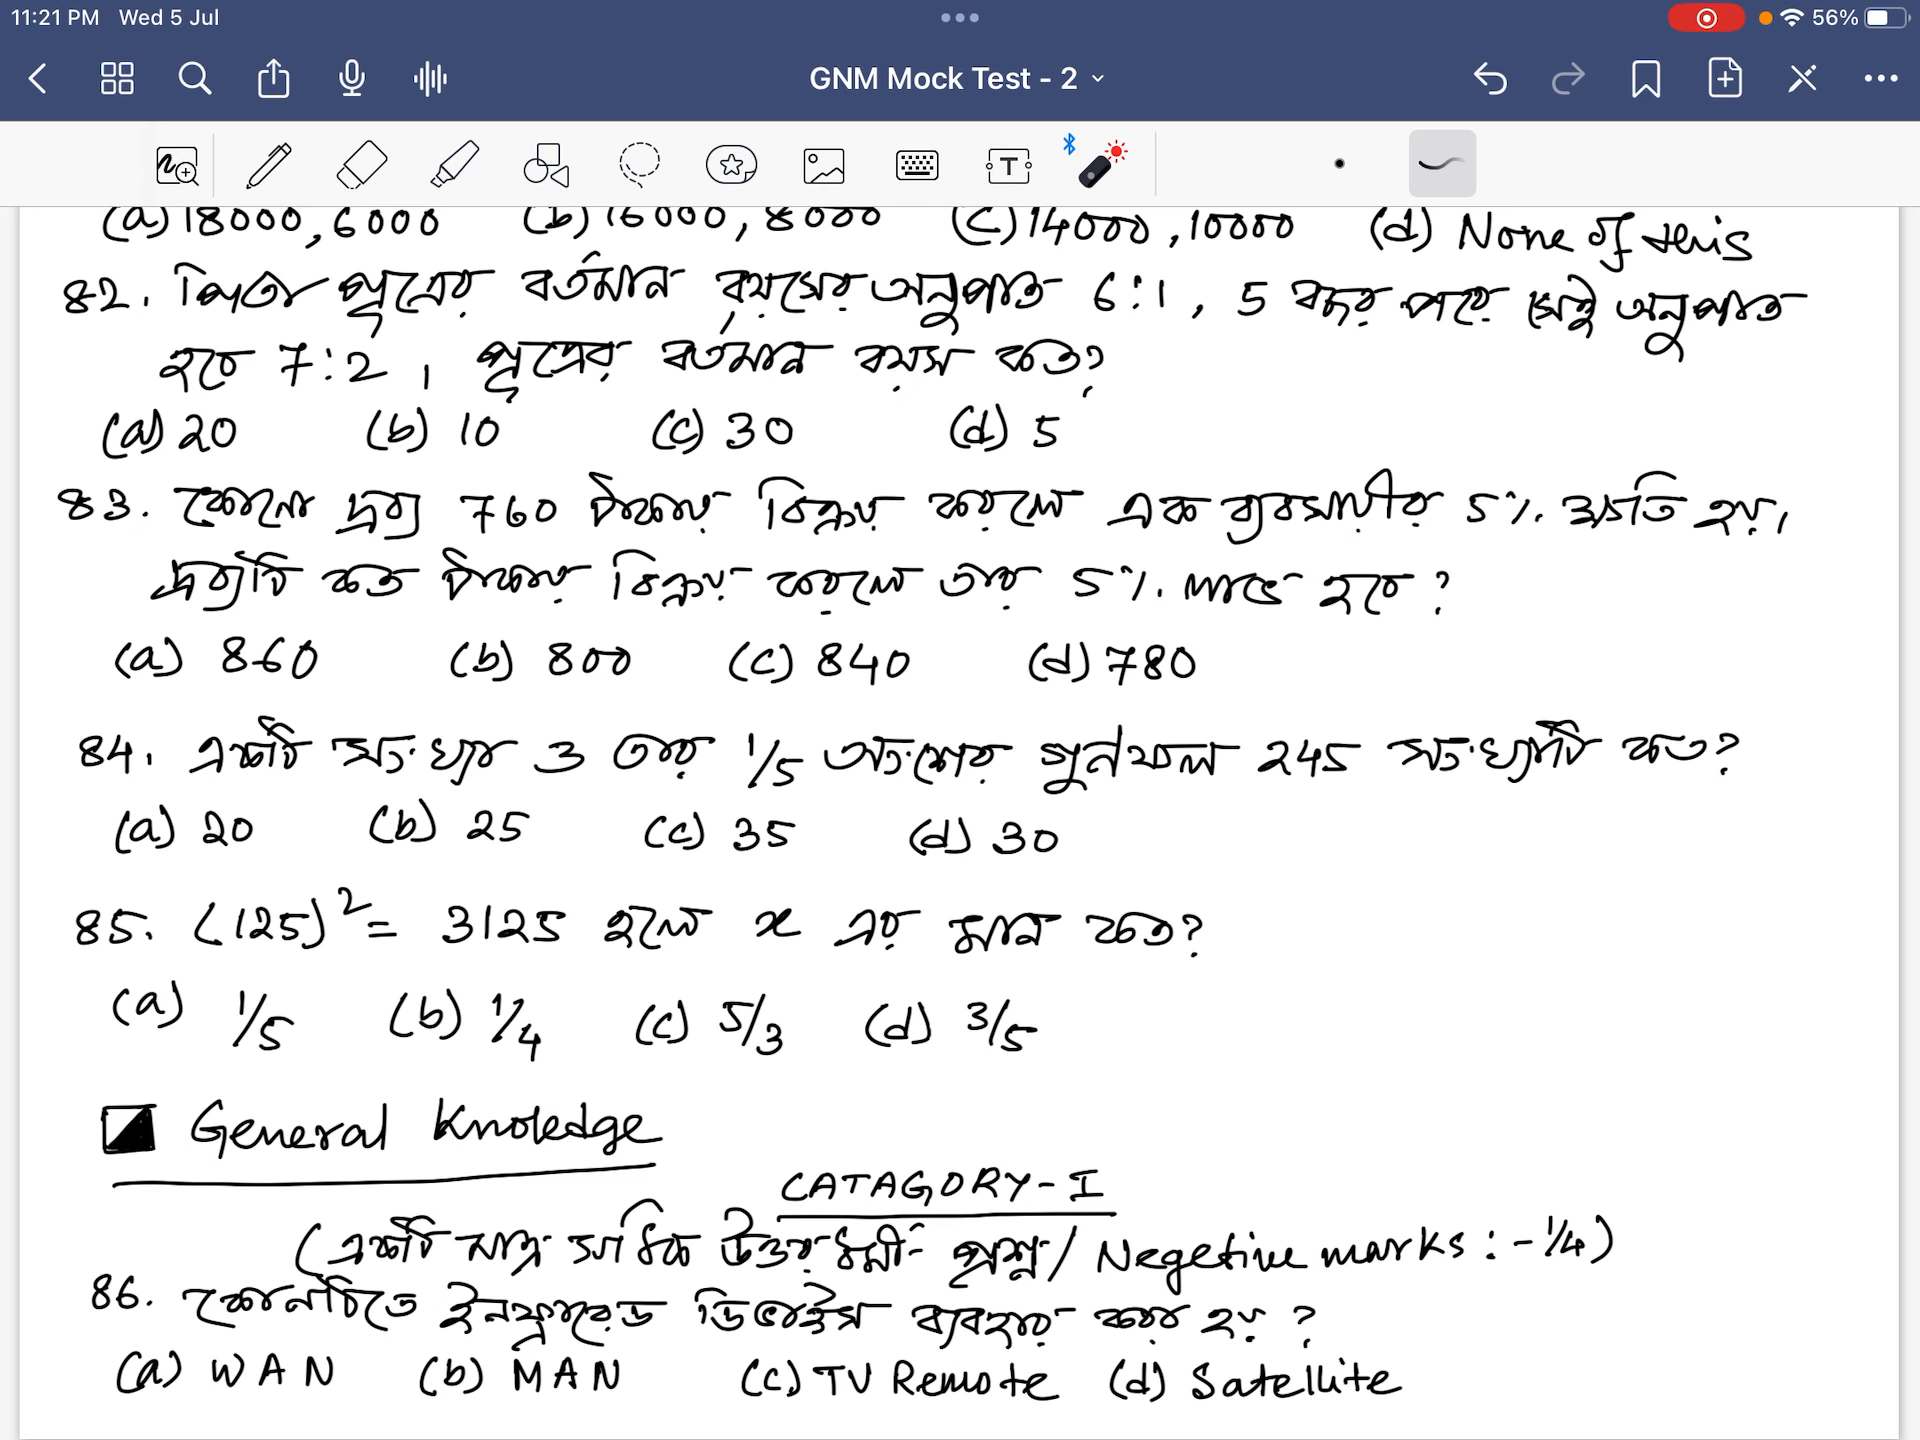 11:21 PM Wed 5 Jul
56%
GNM Mock Test - 2
T
(a) 18000, 6000 (b) 16000, 8000 (c) 14000, 10000 (d) None of this
82. পিতা পুত্রের বর্তমান বয়সের অনুপাত 6:1, 5 বছর পরে সেই অনুপাত
হবে 7:2, পুত্রের বর্তমান বয়স কত?
(a) 20 (b) 10 (c) 30 (d) 5
83. কোনো দ্রব্য 760 টাকায় বিক্রয় করলে এক ব্যবসায়ীর 5%. ক্ষতি হয়।
দ্রব্যটি কত টাকায় বিক্রয় করলে তার 5%. লাভ হবে?
(a) 860 (b) 800 (c) 840 (d) 780
84. একটি সংখ্যার ও তার 1/5 অংশের গুনফল 245 সংখ্যাটি কত?
(a) 20 (b) 25 (c) 35 (d) 30
85. (125)² = 3125 হলে x এর মান কত?
(a) 1/5 (b) 1/4 (c) 5/3 (d) 3/5
General Knoledge
CATAGORY-I
(একটি মাত্র সঠিক উত্তর ধর্মী প্রশ্ন/ Negetive marks: -1/4)
86. কোনটিতে ইনফ্রারেড ডিভাইস ব্যবহার করা হয়?
(a) WAN (b) MAN (c) TV Remote (d) Satellite